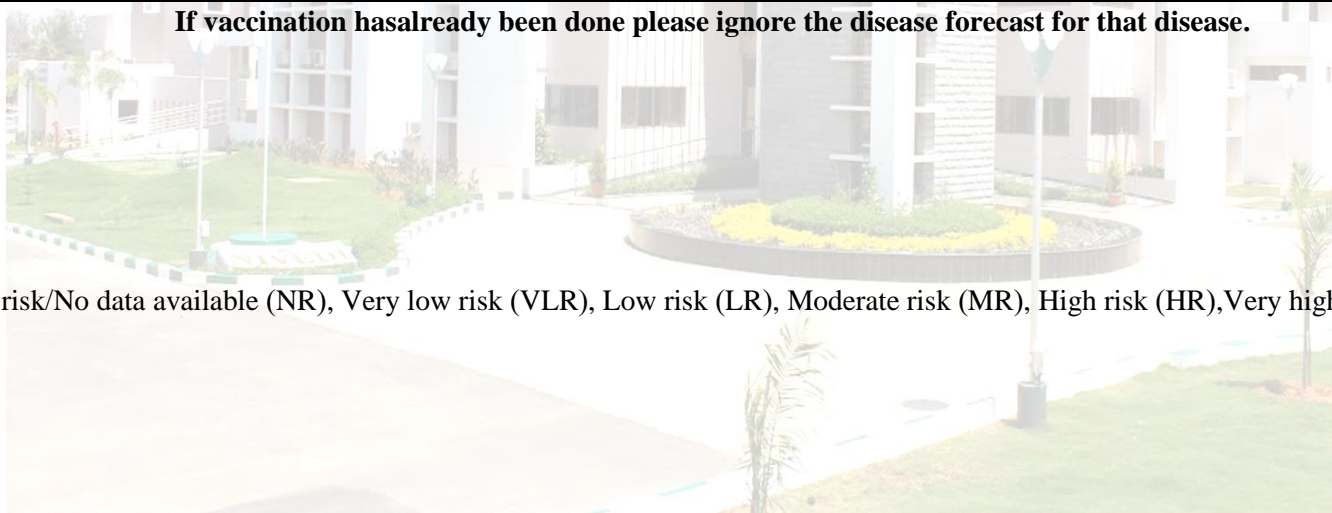 If vaccination hasalready been done please ignore the disease forecast for that disease.
NIVEDI
risk/No data available (NR), Very low risk (VLR), Low risk (LR), Moderate risk (MR), High risk (HR),Very high